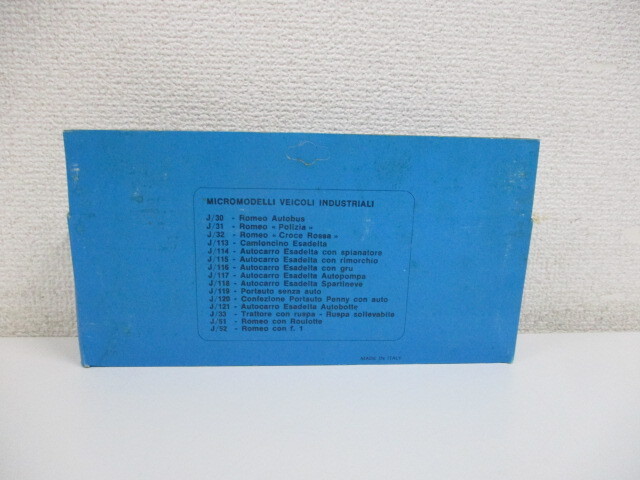 MICROMODELLI VEICOLI INDUSTRIALI
J/30 - Romeo Autobus
J/31 - Romeo « Polizia »
J/32 - Romeo « Croce Rossa »
J/113 - Camioncino Esadelta
J/114 - Autocarro Esadelta con spianatore
J/115 - Autocarro Esadelta con rimorchio
J/116 - Autocarro Esadelta con gru
J/117 - Autocarro Esadelta Autopompa
J/118 - Autocarro Esadelta Spartineve
J/119 - Portauto senza auto
J/120 - Confezione Portauto Penny con auto
J/121 - Autocarro Esadelta Autobotte
J/33 - Trattore con ruspa - Ruspa sollevabile
J/51 - Romeo con Roulotte
J/52 - Romeo con f. 1
MADE IN ITALY